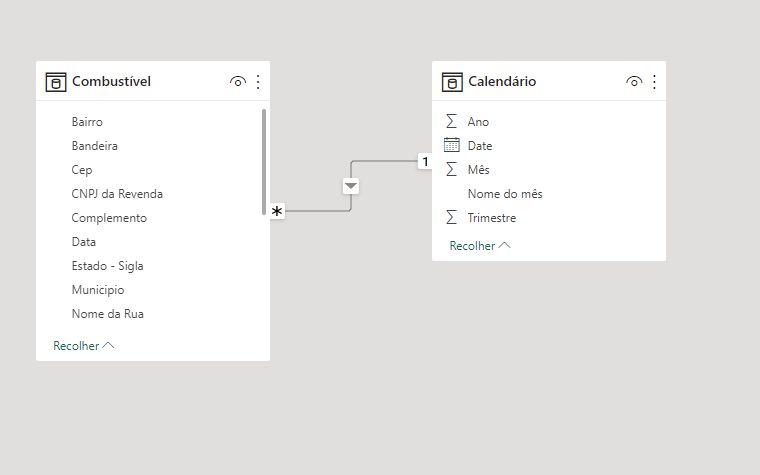 Combustível
Bairro
Bandeira
Cep
CNPJ da Revenda
Complemento
Data
Estado - Sigla
Municipio
Nome da Rua
Recolher
*
1
Calendário
Ano
Date
Mês
Nome do mês
Trimestre
Recolher